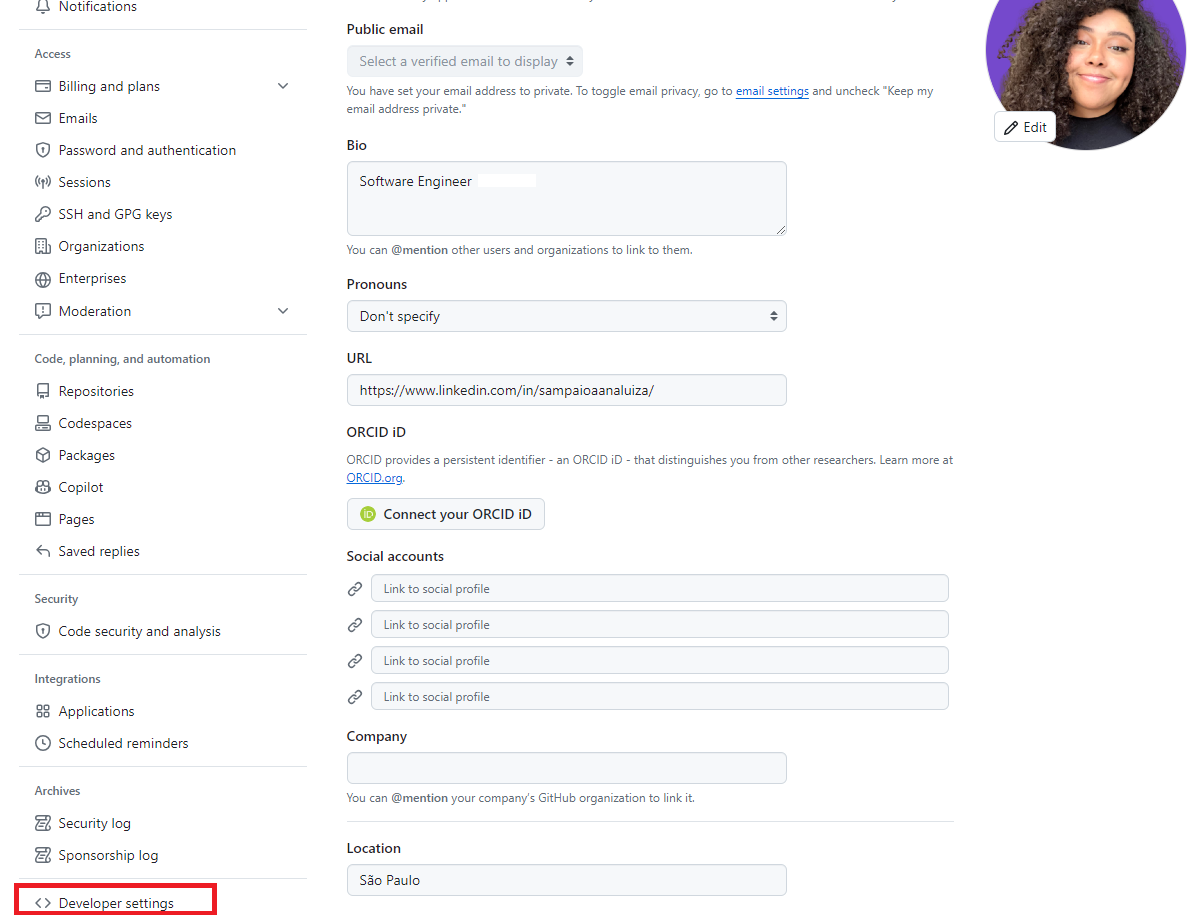 Notifications
Access
Billing and plans
Emails
Password and authentication
Sessions
SSH and GPG keys
Organizations
Enterprises
Moderation
Code, planning, and automation
Repositories
Codespaces
Packages
Copilot
Pages
Saved replies
Security
Code security and analysis
Integrations
Applications
Scheduled reminders
Archives
Security log
Sponsorship log
Developer settings
Public email
Select a verified email to display
You have set your email address to private. To toggle email privacy, go to email settings and uncheck "Keep my
email address private."
Bio
Software Engineer
You can @mention other users and organizations to link to them.
Pronouns
Don't specify
URL
https://www.linkedin.com/in/sampaioaanaluiza/
ORCID iD
ORCID provides a persistent identifier - an ORCID iD - that distinguishes you from other researchers. Learn more at
ORCID.org.
iD Connect your ORCID iD
Social accounts
Link to social profile
Link to social profile
Link to social profile
Link to social profile
Company
You can @mention your company's GitHub organization to link it.
Location
São Paulo
Edit